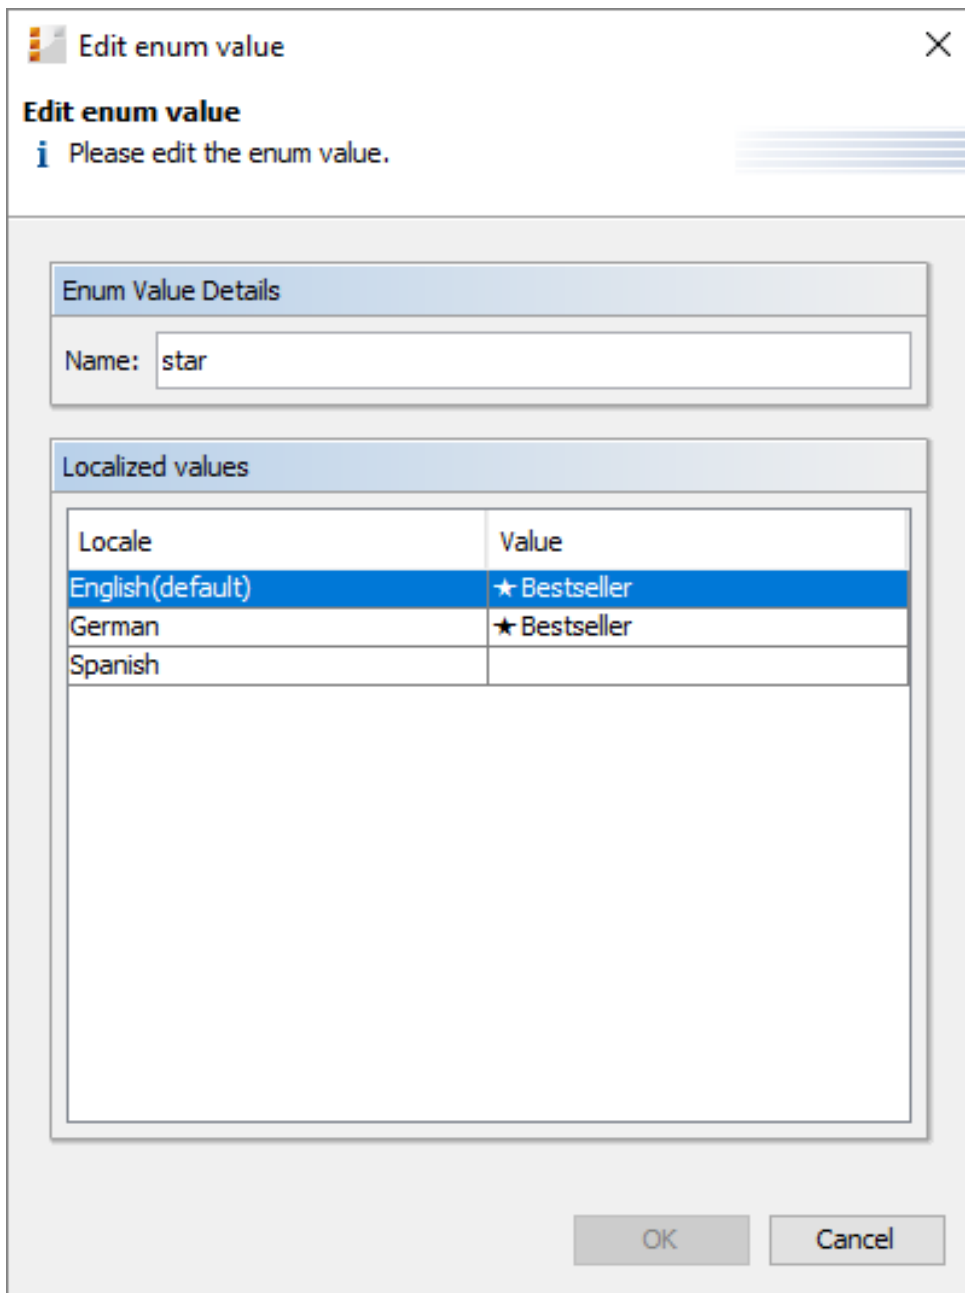 Edit enum value
Edit enum value
Please edit the enum value.
Enum Value Details
Name: star
Localized values
Locale Value
English(default) ★ Bestseller
German ★ Bestseller
Spanish
OK Cancel